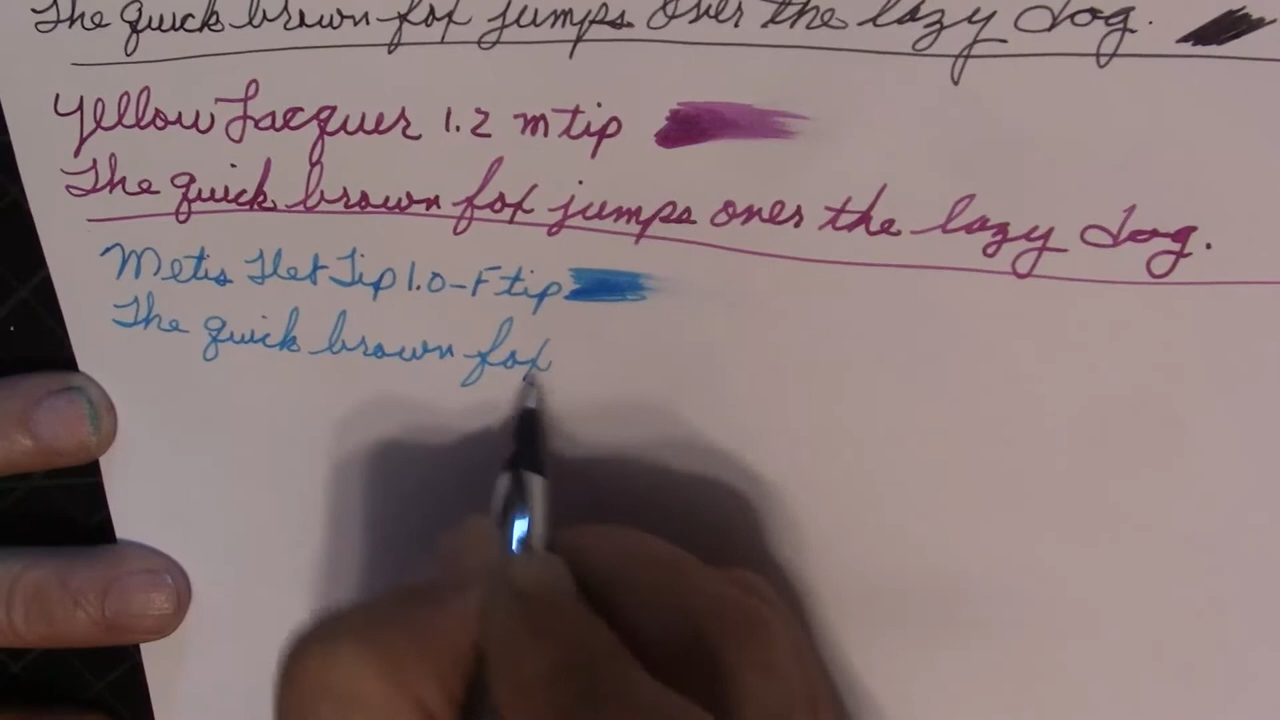 The quick brown fox jumps over the lazy dog.
Yellow Lacquer 1.2 m tip
The quick brown fox jumps over the lazy dog.
Metis Flet Tip 1.0-F tip
The quick brown fox